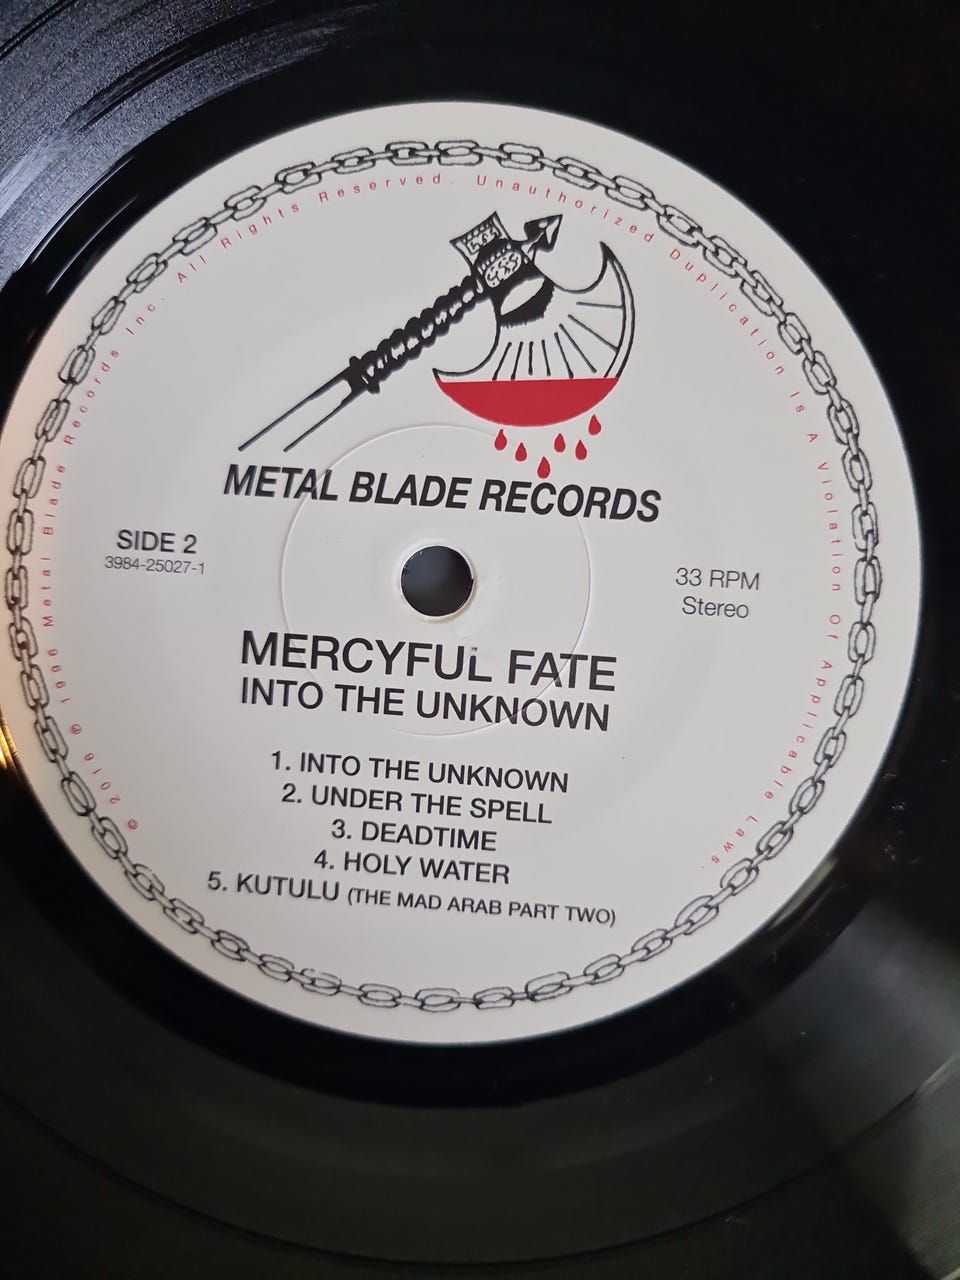 © 2016 ℗ 1996 Metal Blade Records Inc. All Rights Reserved. Unauthorized Duplication Is A Violation Of Applicable Laws.
METAL BLADE RECORDS
SIDE 2
3984-25027-1
33 RPM
Stereo
MERCYFUL FATE
INTO THE UNKNOWN
1. INTO THE UNKNOWN
2. UNDER THE SPELL
3. DEADTIME
4. HOLY WATER
5. KUTULU (THE MAD ARAB PART TWO)